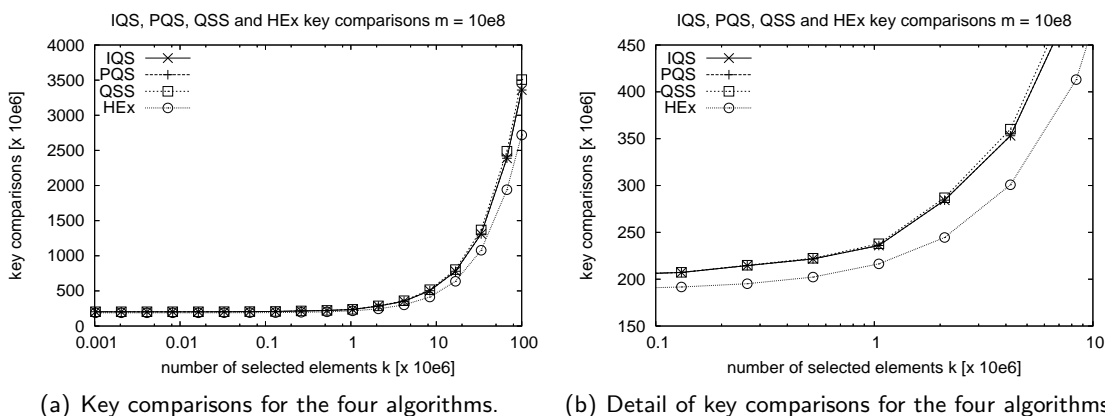 IQS, PQS, QSS and HEx key comparisons m = 10e8
key comparisons [x 10e6]
4000
3500
3000
2500
2000
1500
1000
500
0
IQS
PQS
QSS
HEx
0.001
0.01
0.1
1
10
100
number of selected elements k [x 10e6]
(a) Key comparisons for the four algorithms.
IQS, PQS, QSS and HEx key comparisons m = 10e8
key comparisons [x 10e6]
450
400
350
300
250
200
150
IQS
PQS
QSS
HEx
0.1
1
10
number of selected elements k [x 10e6]
(b) Detail of key comparisons for the four algorithms